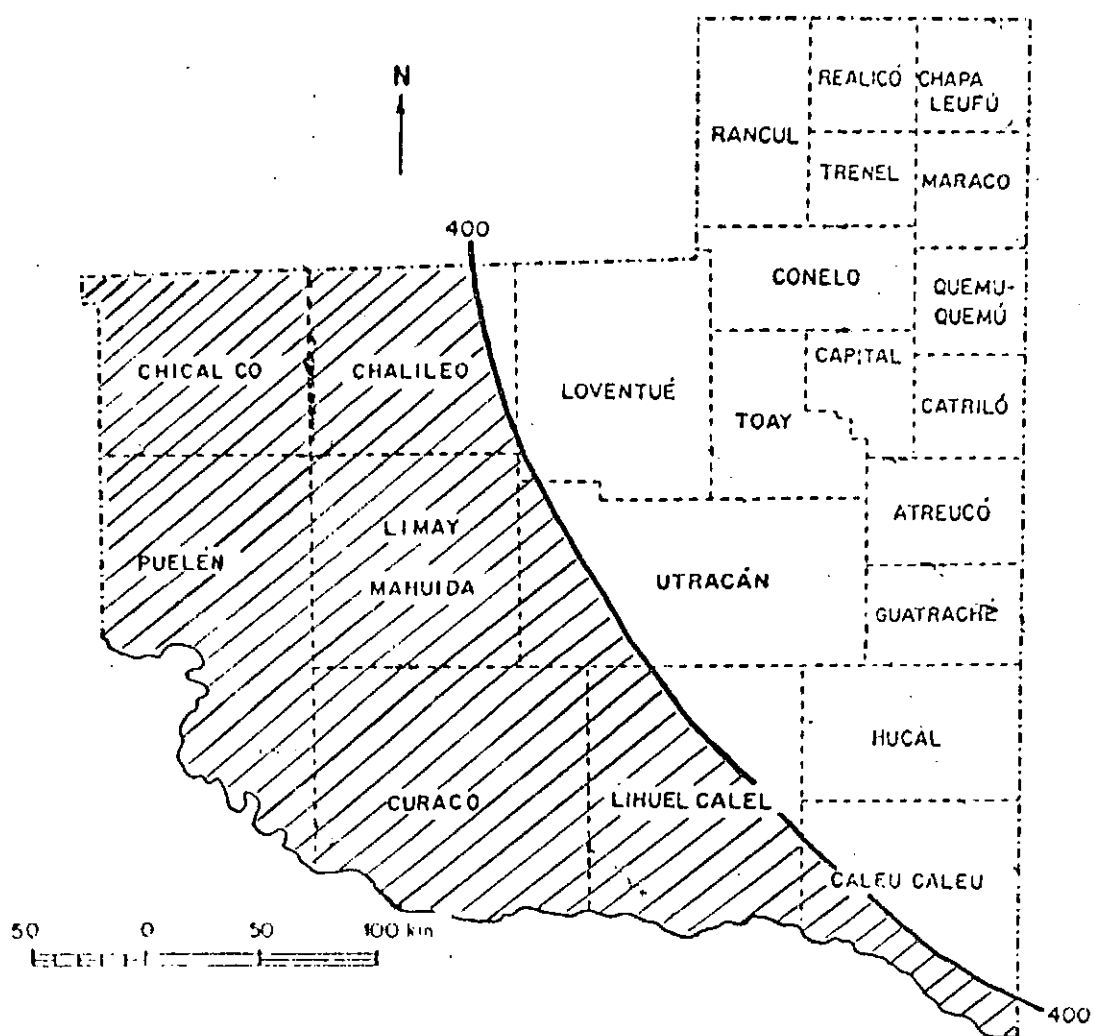 N
REALICÓ
CHAPA
LEUFÚ
RANCUL
TRENEL
MARACO
400
CONELO
QUEMU-
QUEMÚ
CAPITAL
CHICAL CO
CHALILEO
LOVENTUÉ
TOAY
CATRILÓ
LIMAY
MAHUIDA
ATREUCÓ
PUELÉN
UTRACÁN
GUATRACHÉ
HUCAL
CURACO
LIHUEL CALEL
CALEU CALEU
50 0 50 100 km
400